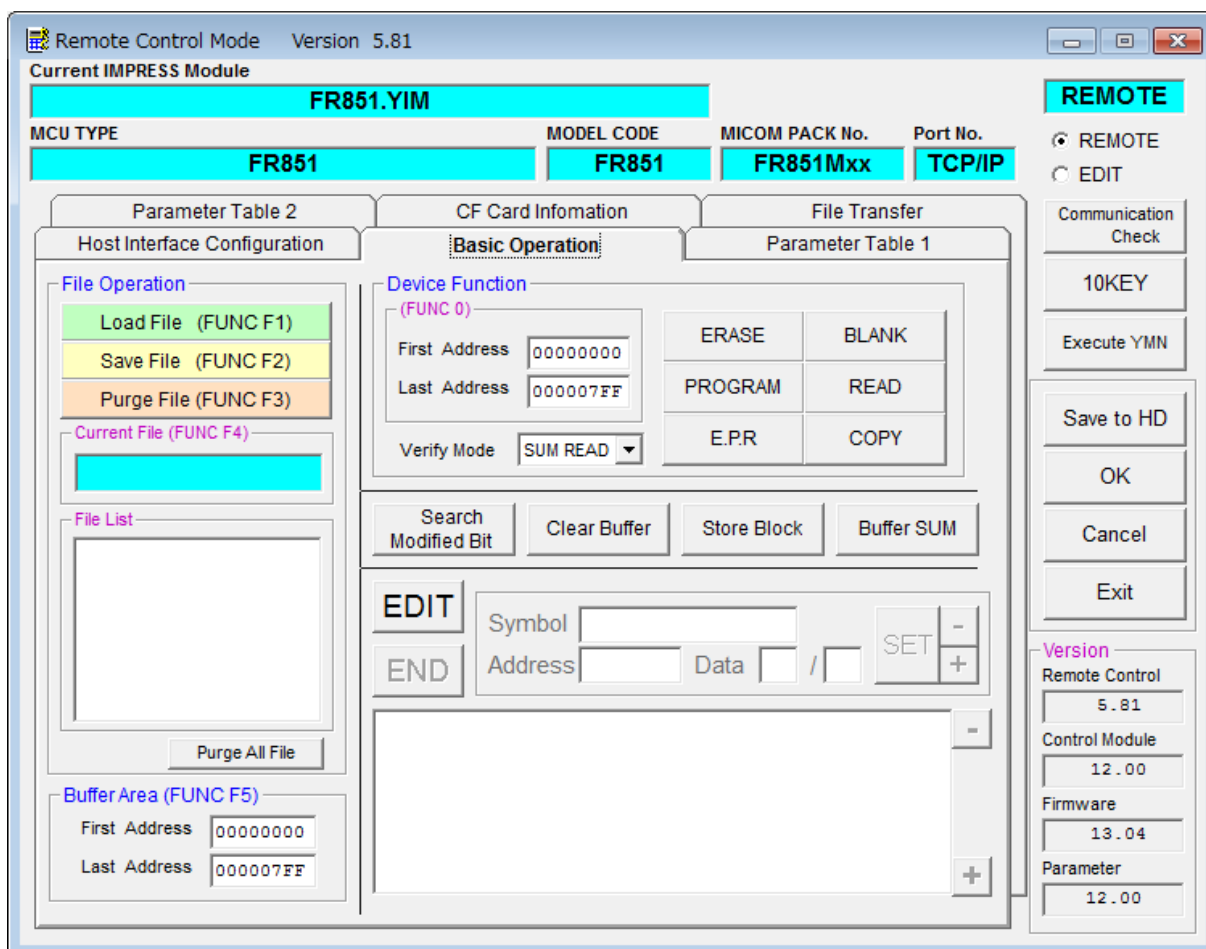 Remote Control Mode Version 5.81
Current IMPRESS Module
FR851.YIM
REMOTE
MCU TYPE MODEL CODE MICOM PACK No. Port No.
FR851 FR851 FR851Mxx TCP/IP
REMOTE
EDIT
Parameter Table 2 CF Card Infomation File Transfer
Host Interface Configuration Basic Operation Parameter Table 1
Communication
Check
10KEY
Execute YMN
Save to HD
OK
Cancel
Exit
File Operation
Load File (FUNC F1)
Save File (FUNC F2)
Purge File (FUNC F3)
Current File (FUNC F4)
File List
Purge All File
Buffer Area (FUNC F5)
First Address 00000000
Last Address 000007FF
Device Function
(FUNC 0)
First Address 00000000
Last Address 000007FF
Verify Mode SUM READ
ERASE BLANK
PROGRAM READ
E.P.R COPY
Search
Modified Bit
Clear Buffer
Store Block
Buffer SUM
EDIT
END
Symbol
Address Data /
SET
-
+
-
+
Version
Remote Control
5.81
Control Module
12.00
Firmware
13.04
Parameter
12.00